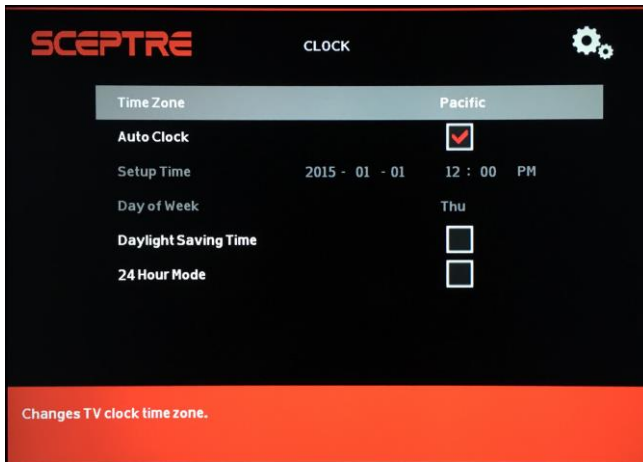 SCEPTRE CLOCK
Time Zone Pacific
Auto Clock
Setup Time 2015 - 01 - 01 12 : 00 PM
Day of Week Thu
Daylight Saving Time
24 Hour Mode
Changes TV clock time zone.